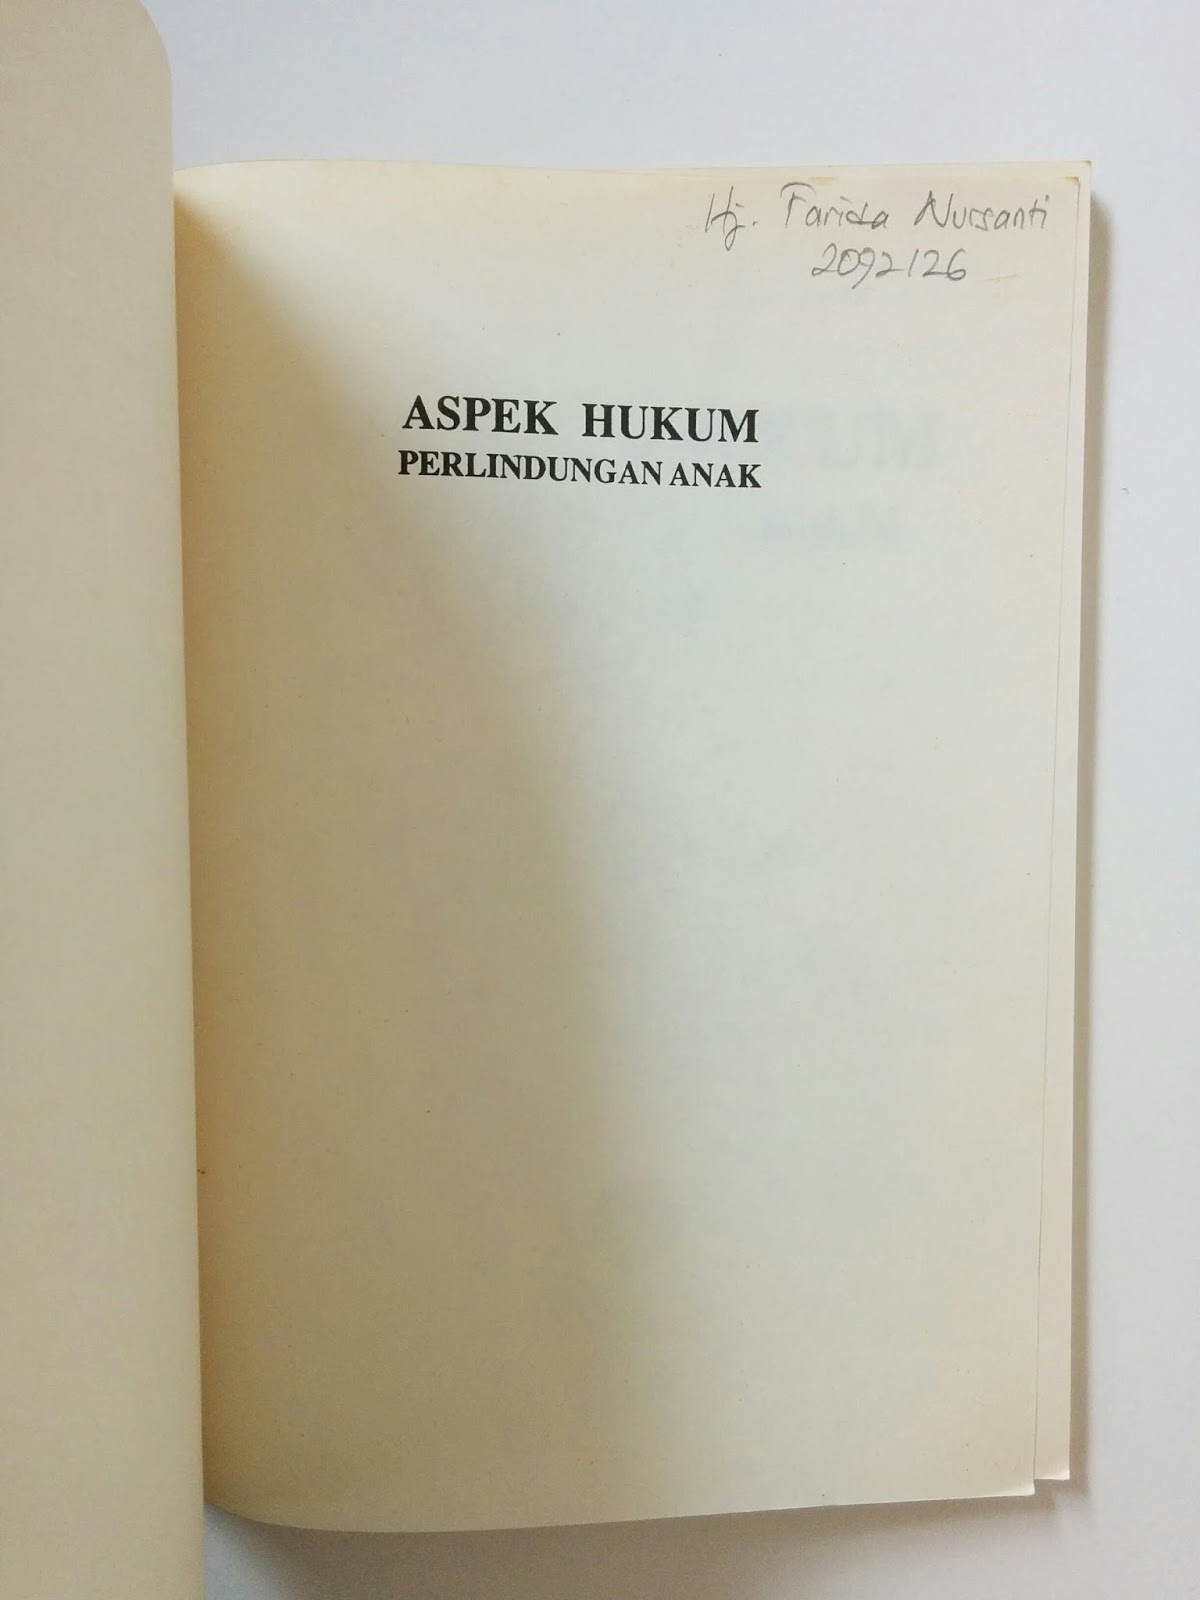 Hj. Farida Nursanti
2092126
ASPEK HUKUM
PERLINDUNGAN ANAK